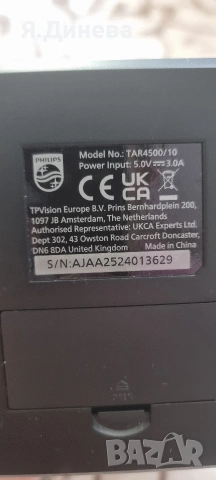 Я.Динева
PHILIPS
Model No.: TAR4500/10
Power Input: 5.0V⎓3.0A
CE UK CA
TPVision Europe B.V. Prins Bernhardplein 200,
1097 JB Amsterdam, The Netherlands
Authorised Representative: UKCA Experts Ltd.
Dept 302, 43 Owston Road Carcroft Doncaster,
DN6 8DA United Kingdom Made in China
S/N:AJAA2524013629
BAZAR